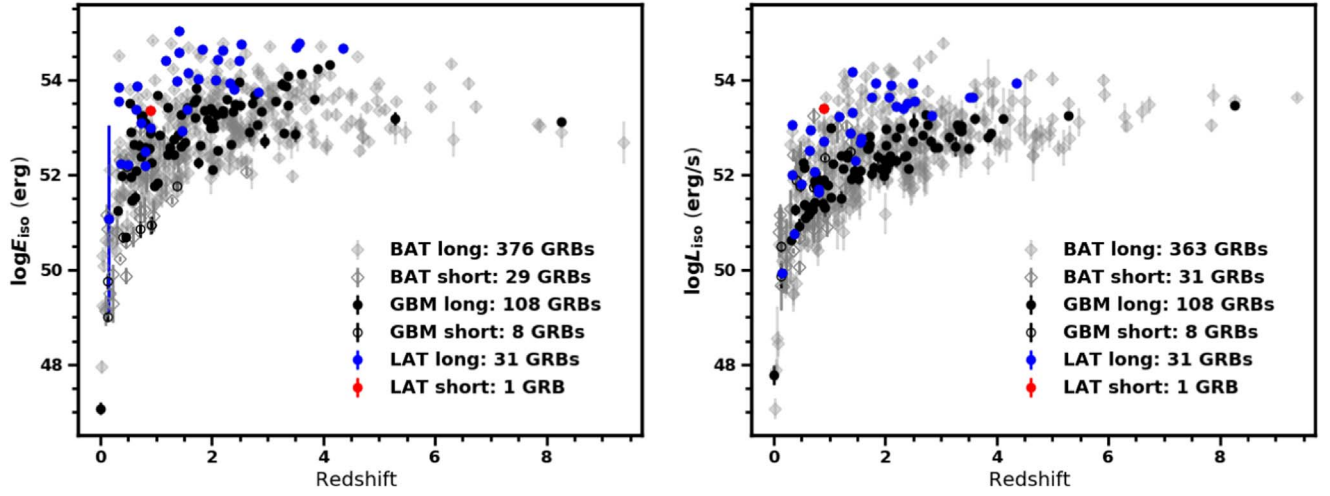 54
52
50
48
logEiso (erg)
BAT long: 376 GRBs
BAT short: 29 GRBs
GBM long: 108 GRBs
GBM short: 8 GRBs
LAT long: 31 GRBs
LAT short: 1 GRB
0 2 4 6 8
Redshift
54
52
50
48
logLiso (erg/s)
BAT long: 363 GRBs
BAT short: 31 GRBs
GBM long: 108 GRBs
GBM short: 8 GRBs
LAT long: 31 GRBs
LAT short: 1 GRB
0 2 4 6 8
Redshift